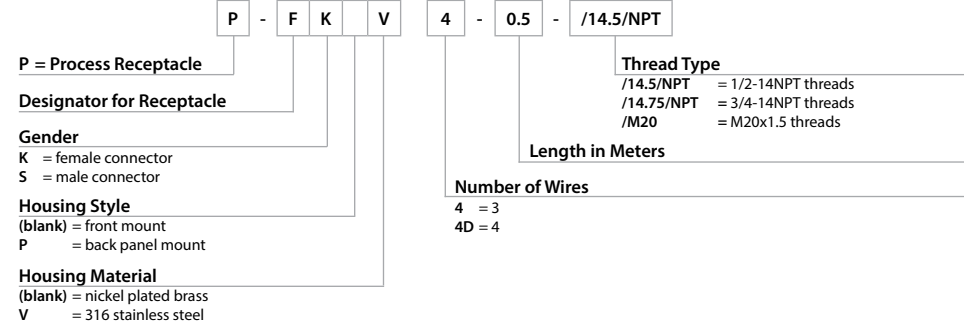 P - F K V 4 - 0.5 - /14.5/NPT
P = Process Receptacle
Designator for Receptacle
Gender
K = female connector
S = male connector
Housing Style
(blank) = front mount
P = back panel mount
Housing Material
(blank) = nickel plated brass
V = 316 stainless steel
Thread Type
/14.5/NPT = 1/2-14NPT threads
/14.75/NPT = 3/4-14NPT threads
/M20 = M20x1.5 threads
Length in Meters
Number of Wires
4 = 3
4D = 4